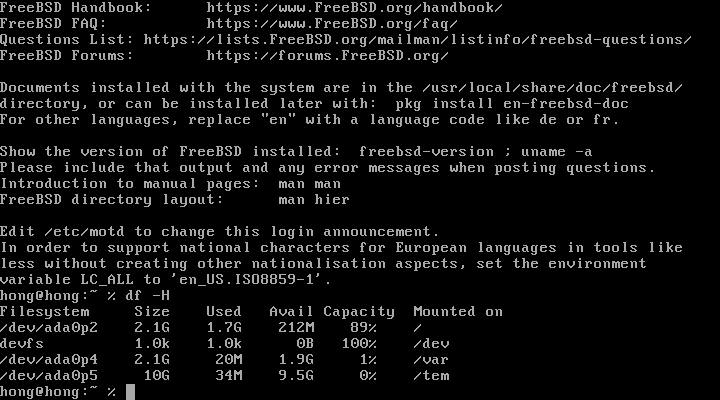 FreeBSD Handbook:       https://www.FreeBSD.org/handbook/
FreeBSD FAQ:            https://www.FreeBSD.org/faq/
Questions List: https://lists.FreeBSD.org/mailman/listinfo/freebsd-questions/
FreeBSD Forums:         https://forums.FreeBSD.org/
Documents installed with the system are in the /usr/local/share/doc/freebsd/
directory, or can be installed later with:  pkg install en-freebsd-doc
For other languages, replace "en" with a language code like de or fr.
Show the version of FreeBSD installed:  freebsd-version ; uname -a
Please include that output and any error messages when posting questions.
Introduction to manual pages:  man man
FreeBSD directory layout:      man hier
Edit /etc/motd to change this login announcement.
In order to support national characters for European languages in tools like
less without creating other nationalisation aspects, set the environment
variable LC_ALL to 'en_US.ISO8859-1'.
hong@hong:~ % df -H
Filesystem     Size    Used   Avail Capacity  Mounted on
/dev/ada0p2    2.1G    1.7G    212M    89%    /
devfs          1.0k    1.0k      0B   100%    /dev
/dev/ada0p4    2.1G     20M    1.9G     1%    /var
/dev/ada0p5     10G     34M    9.5G     0%    /tem
hong@hong:~ %